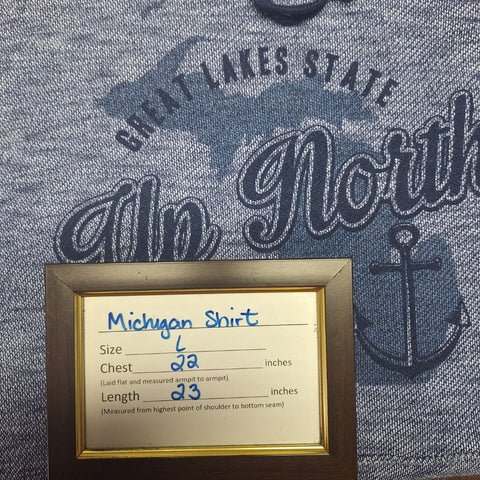 GREAT LAKES STATE
Up North
Michigan Shirt
Size L
Chest 22 inches
(Laid flat and measured armpit to armpit)
Length 23 inches
(Measured from highest point of shoulder to bottom seam)